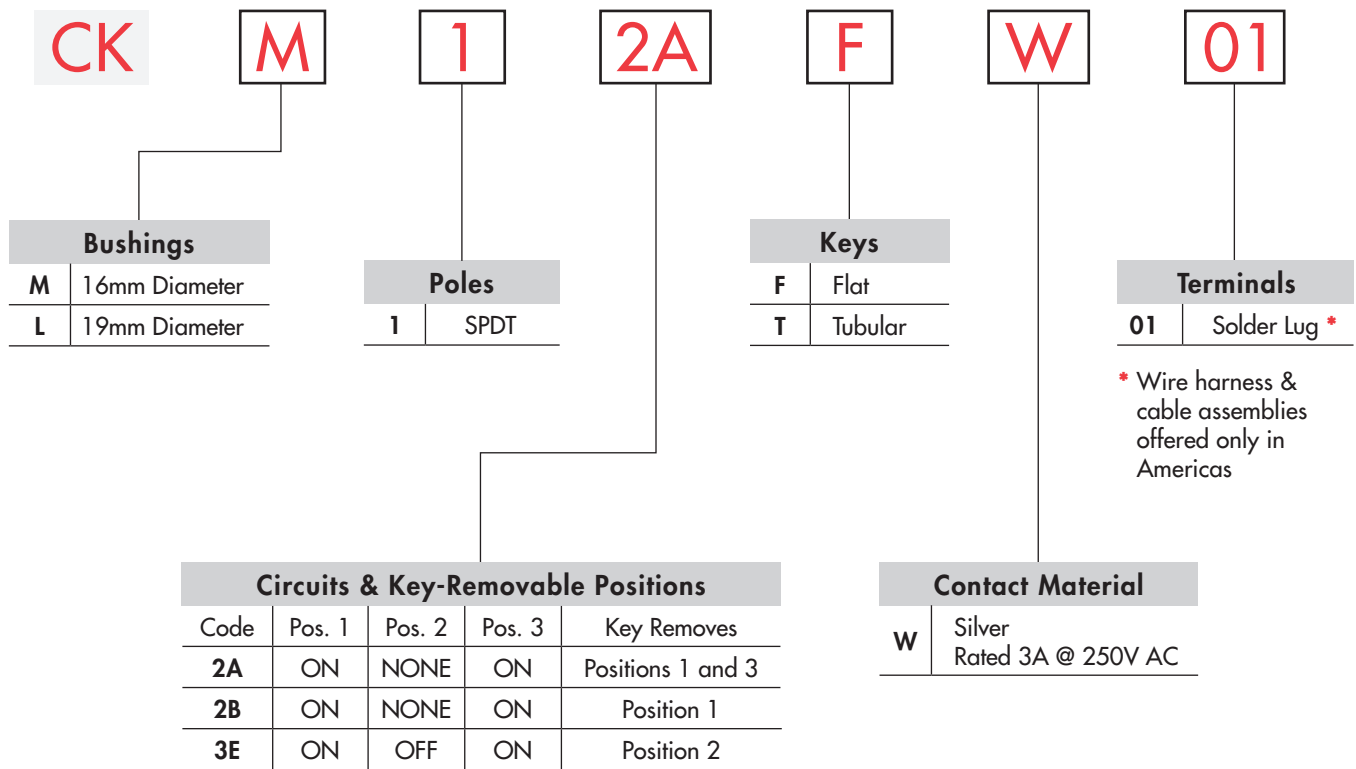 CK M 1 2A F W 01
Bushings
M 16mm Diameter
L 19mm Diameter
Poles
1 SPDT
Keys
F Flat
T Tubular
Terminals
01 Solder Lug *
* Wire harness &
cable assemblies
offered only in
Americas
Circuits & Key-Removable Positions
Code Pos. 1 Pos. 2 Pos. 3 Key Removes
2A ON NONE ON Positions 1 and 3
2B ON NONE ON Position 1
3E ON OFF ON Position 2
Contact Material
W Silver
Rated 3A @ 250V AC